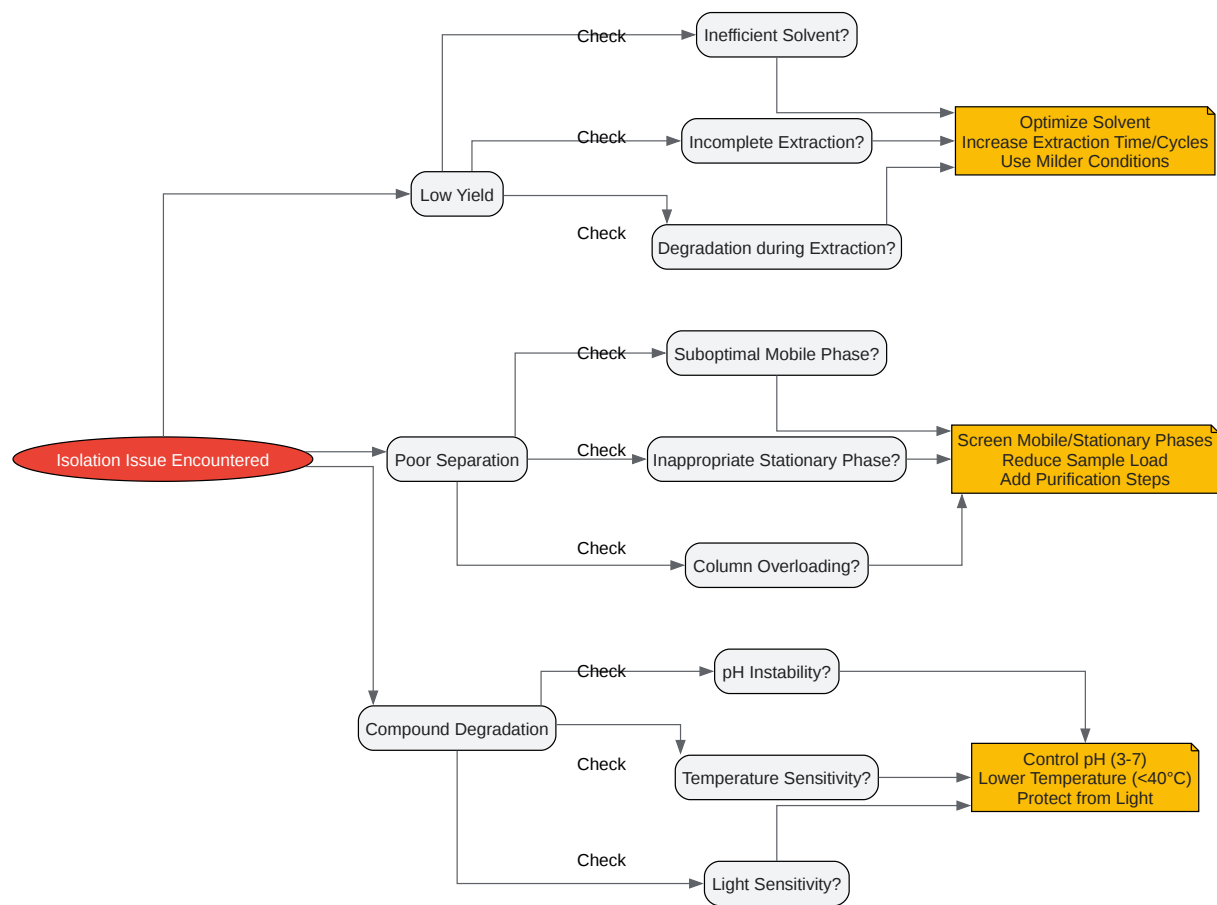 Check
Inefficient Solvent?
Optimize Solvent
Increase Extraction Time/Cycles
Use Milder Conditions
Check
Incomplete Extraction?
Low Yield
Check
Degradation during Extraction?
Check
Suboptimal Mobile Phase?
Isolation Issue Encountered
Poor Separation
Check
Inappropriate Stationary Phase?
Screen Mobile/Stationary Phases
Reduce Sample Load
Add Purification Steps
Check
Column Overloading?
Check
pH Instability?
Compound Degradation
Check
Temperature Sensitivity?
Control pH (3-7)
Lower Temperature (<40°C)
Protect from Light
Check
Light Sensitivity?